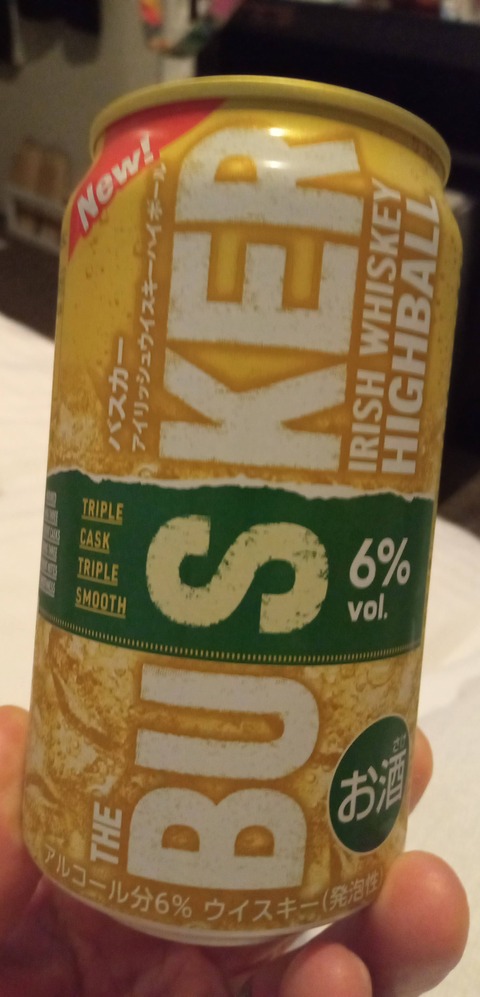 New!
バスカー
アイリッシュウイスキーハイボール
THE BUSKER
IRISH WHISKEY
HIGHBALL
TRIPLE
CASK
TRIPLE
SMOOTH
6%
vol.
さけ
お酒
アルコール分6% ウイスキー(発泡性)